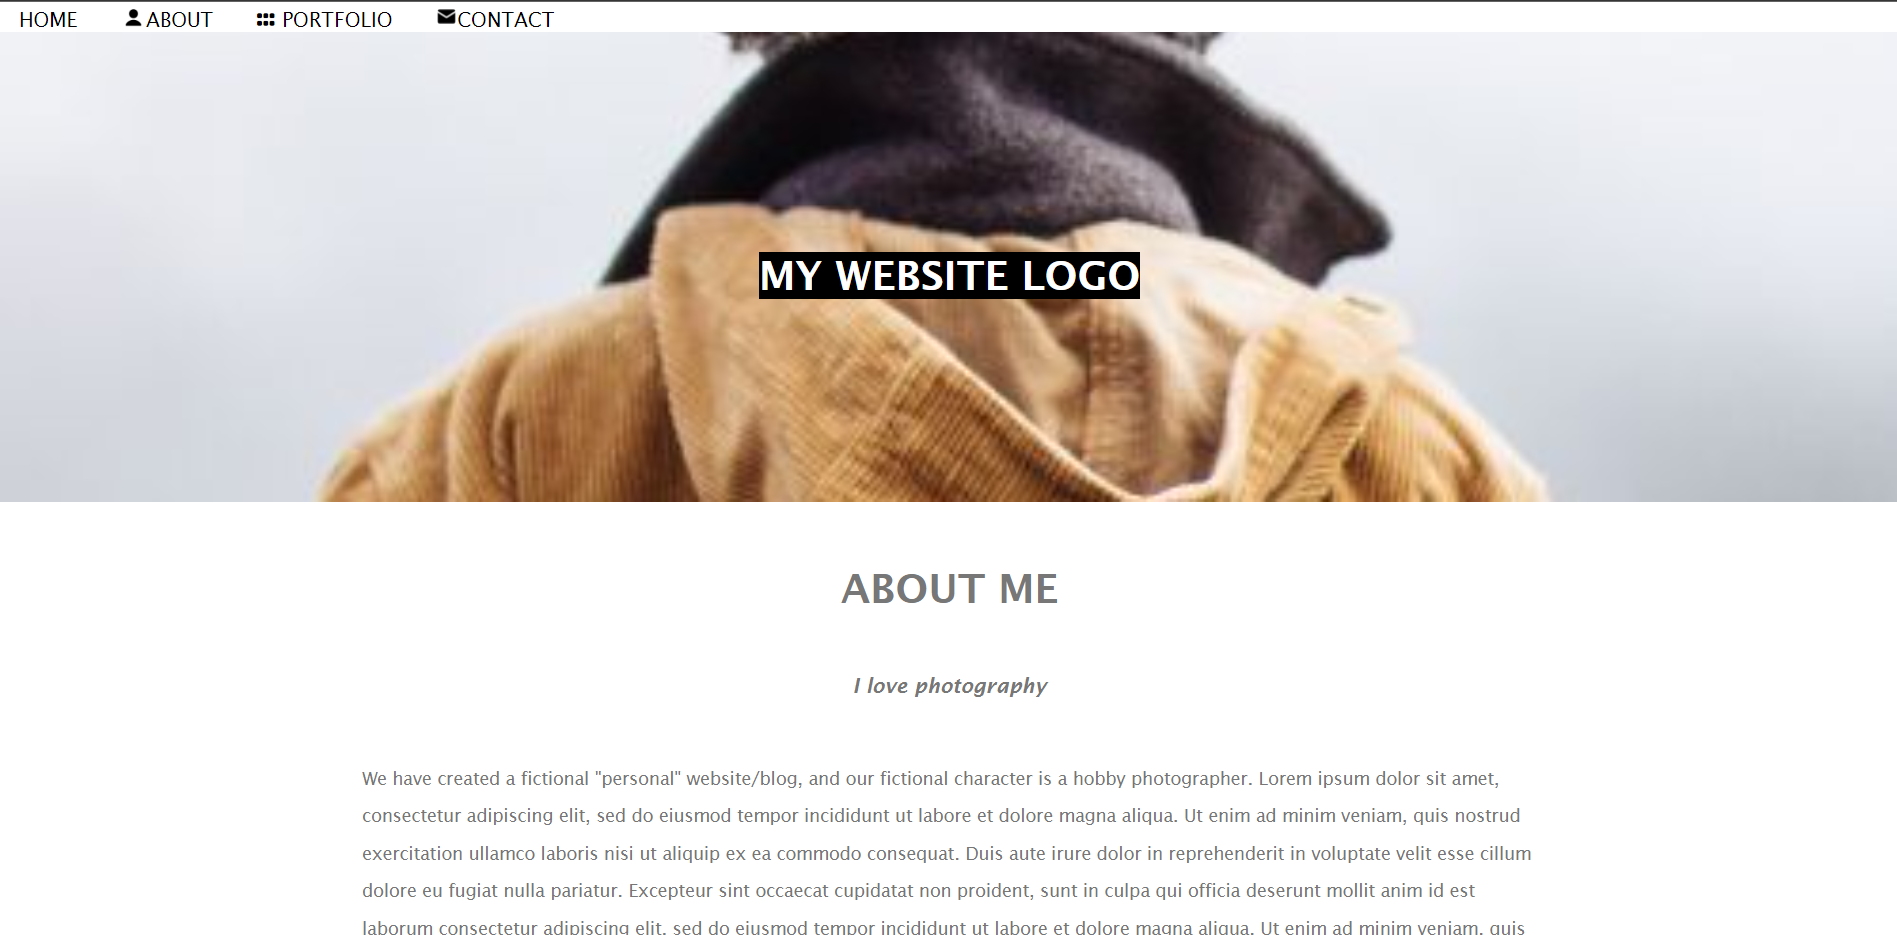 HOME ABOUT PORTFOLIO CONTACT
MY WEBSITE LOGO
ABOUT ME
I love photography
We have created a fictional "personal" website/blog, and our fictional character is a hobby photographer. Lorem ipsum dolor sit amet,
consectetur adipiscing elit, sed do eiusmod tempor incididunt ut labore et dolore magna aliqua. Ut enim ad minim veniam, quis nostrud
exercitation ullamco laboris nisi ut aliquip ex ea commodo consequat. Duis aute irure dolor in reprehenderit in voluptate velit esse cillum
dolore eu fugiat nulla pariatur. Excepteur sint occaecat cupidatat non proident, sunt in culpa qui officia deserunt mollit anim id est
laborum consectetur adipiscing elit, sed do eiusmod tempor incididunt ut labore et dolore magna aliqua. Ut enim ad minim veniam, quis